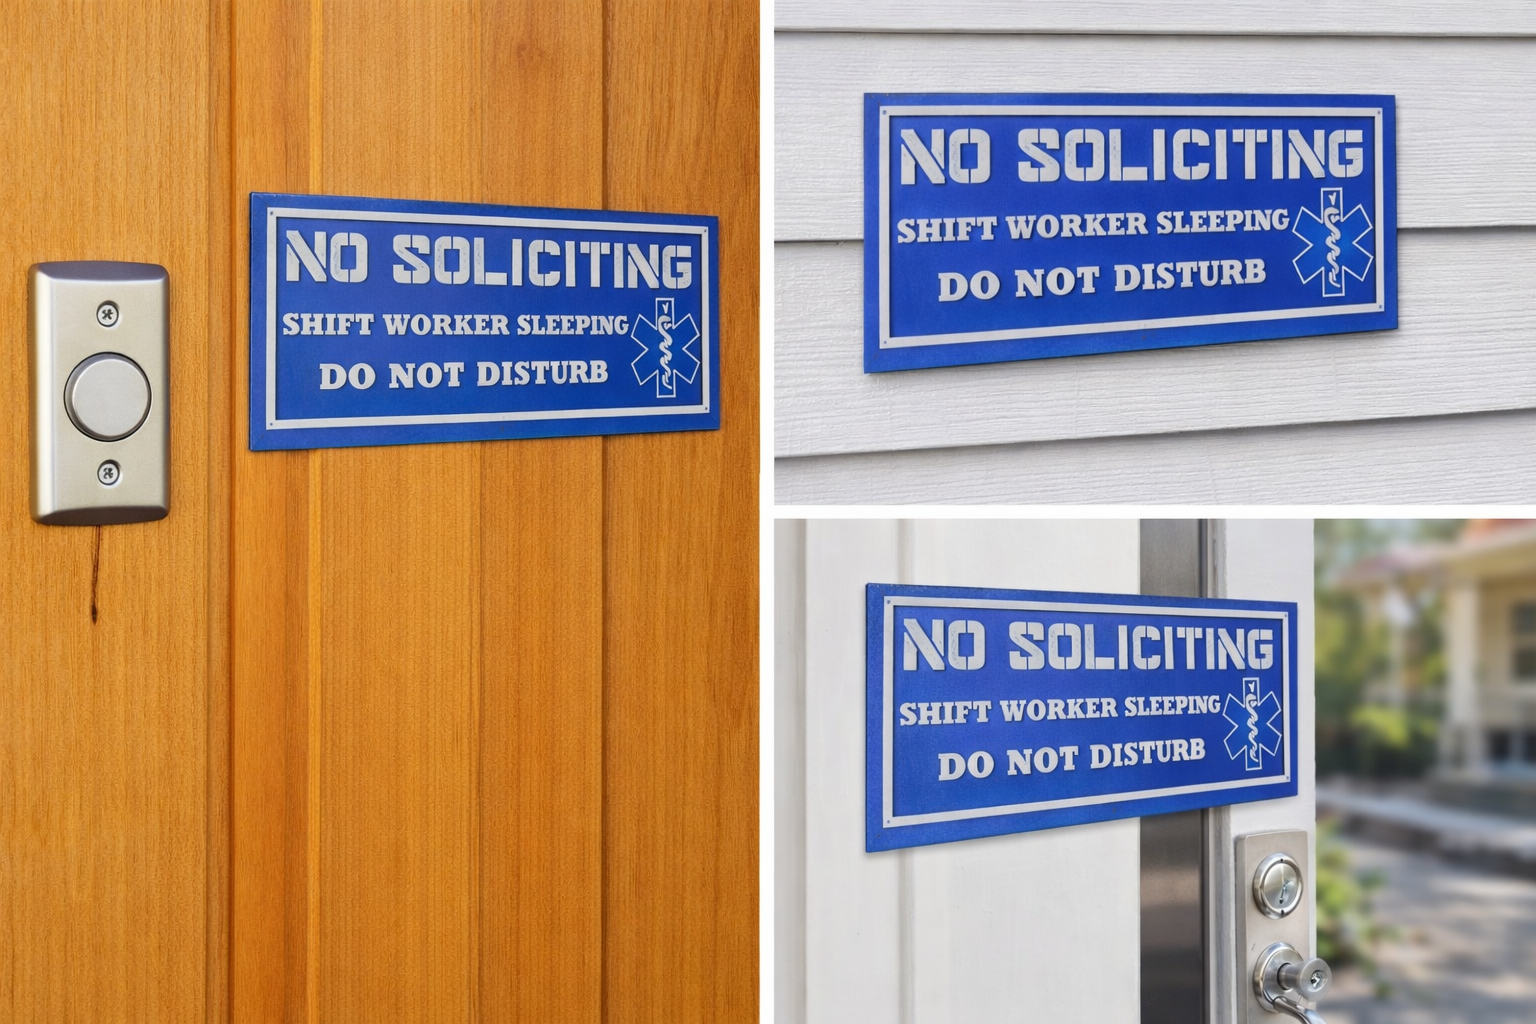 NO SOLICITING
SHIFT WORKER SLEEPING
DO NOT DISTURB
NO SOLICITING
SHIFT WORKER SLEEPING
DO NOT DISTURB
NO SOLICITING
SHIFT WORKER SLEEPING
DO NOT DISTURB